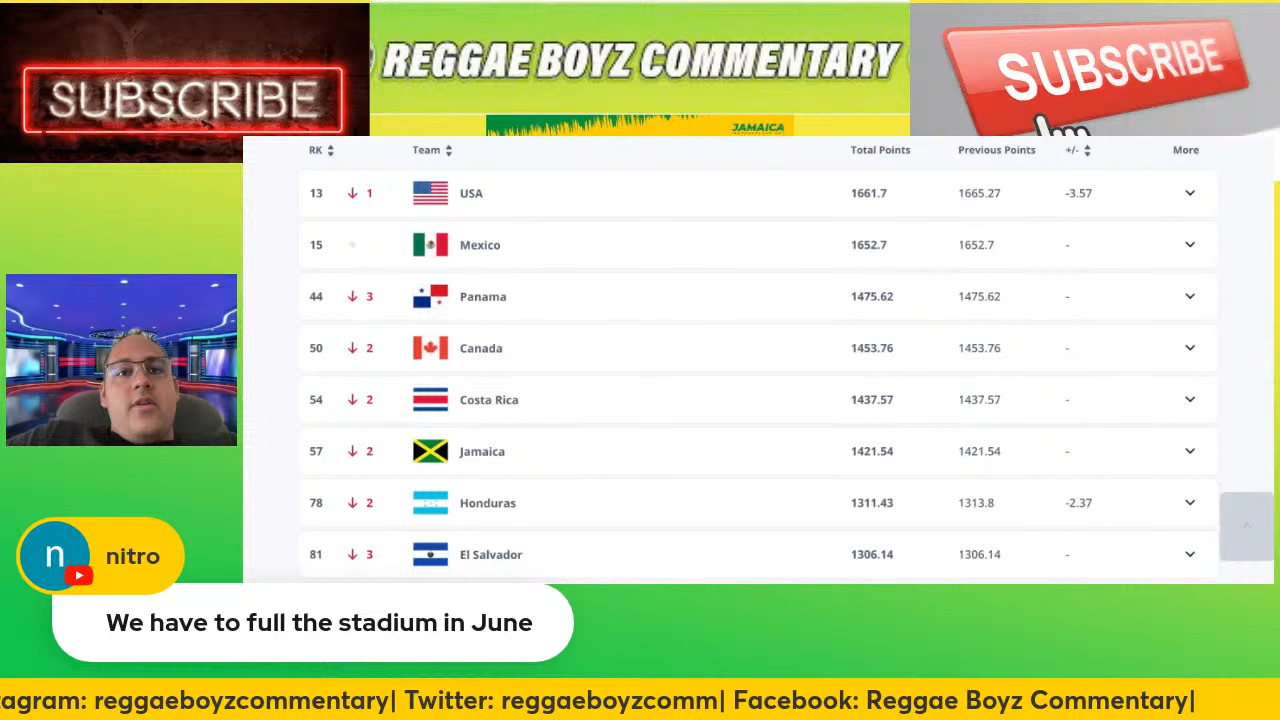 SUBSCRIBE
REGGAE BOYZ COMMENTARY
SUBSCRIBE
JAMAICA
RK Team Total Points Previous Points +/- More
13 1 USA 1661.7 1665.27 -3.57
15 Mexico 1652.7 1652.7 -
44 3 Panama 1475.62 1475.62 -
50 2 Canada 1453.76 1453.76 -
54 2 Costa Rica 1437.57 1437.57 -
57 2 Jamaica 1421.54 1421.54 -
78 2 Honduras 1311.43 1313.8 -2.37
81 3 El Salvador 1306.14 1306.14 -
n nitro
We have to full the stadium in June
tagram: reggaeboyzcommentary| Twitter: reggaeboyzcomm| Facebook: Reggae Boyz Commentary|